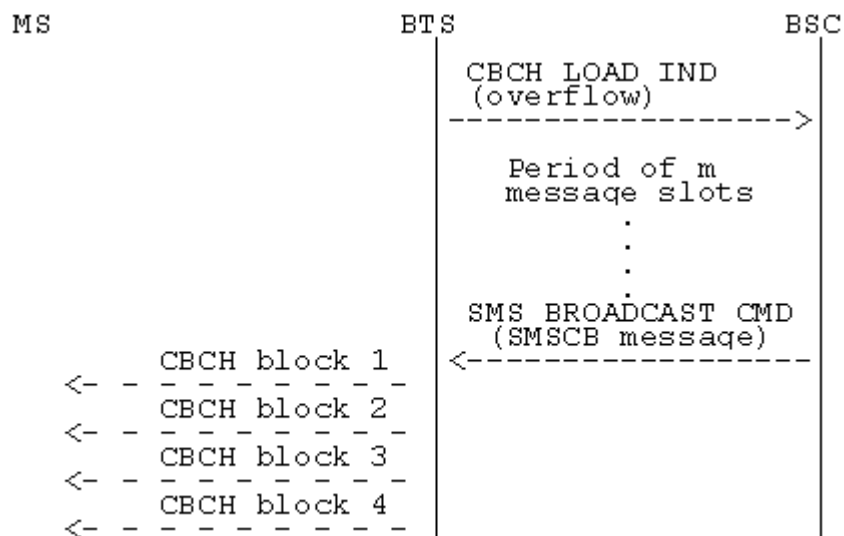 MS BTS BSC
CBCH LOAD IND
(overflow)
Period of m
message slots
SMS BROADCAST CMD
(SMSCB message)
CBCH block 1
CBCH block 2
CBCH block 3
CBCH block 4